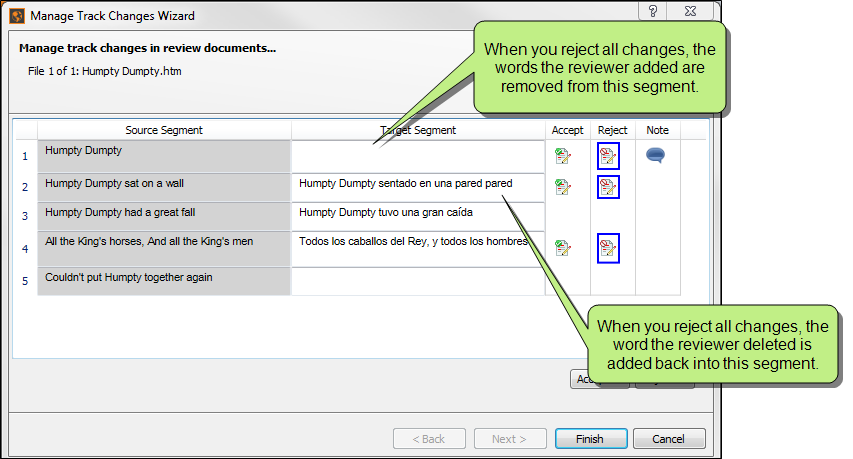 Manage Track Changes Wizard
?
Manage track changes in review documents...
File 1 of 1: Humpty Dumpty.htm
When you reject all changes, the
words the reviewer added are
removed from this segment.
Source Segment Target Segment Accept Reject Note
1 Humpty Dumpty
2 Humpty Dumpty sat on a wall Humpty Dumpty sentado en una pared pared
3 Humpty Dumpty had a great fall Humpty Dumpty tuvo una gran caída
4 All the King's horses, And all the King's men Todos los caballos del Rey, y todos los hombres
5 Couldn't put Humpty together again
When you reject all changes, the
word the reviewer deleted is
added back into this segment.
< Back Next > Finish Cancel